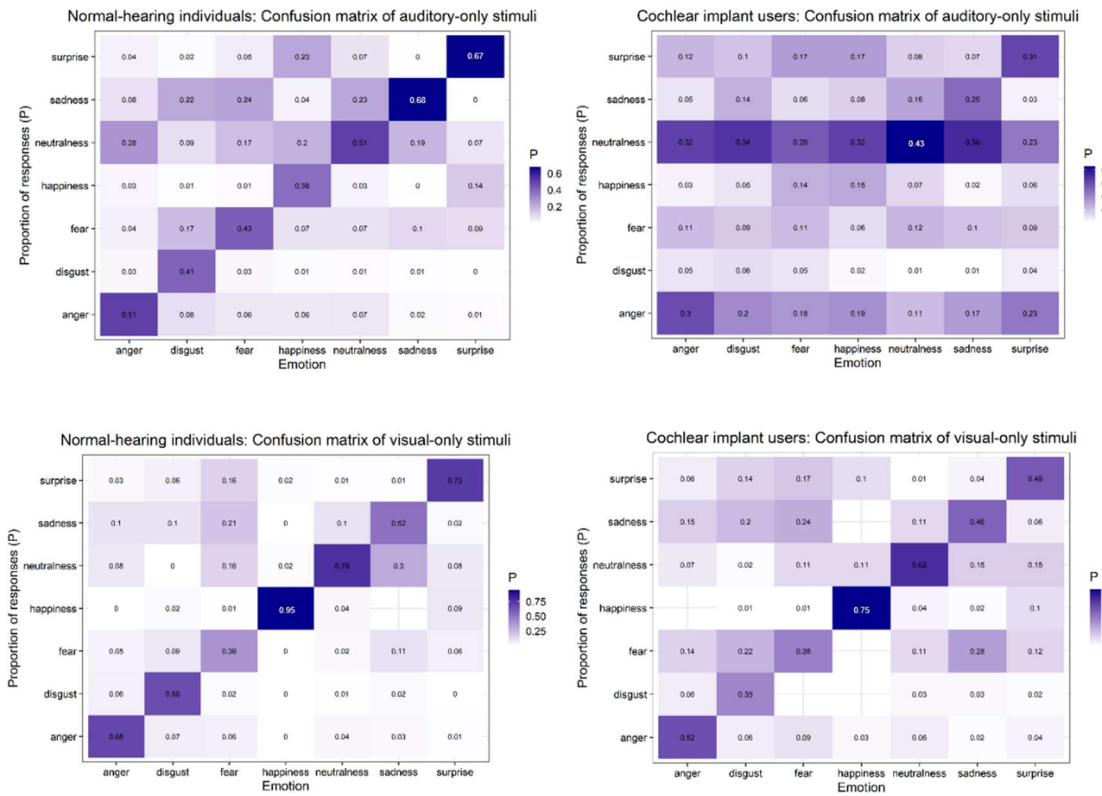 Normal-hearing individuals: Confusion matrix of auditory-only stimuli
Proportion of responses (P)
surprise 0.04 0.02 0.05 0.23 0.07 0 0.67
sadness 0.08 0.22 0.24 0.04 0.23 0.68 0
neutralness 0.28 0.09 0.17 0.2 0.51 0.19 0.07
happiness 0.03 0.01 0.01 0.38 0.03 0 0.14
fear 0.04 0.17 0.43 0.07 0.07 0.1 0.09
disgust 0.03 0.41 0.03 0.01 0.01 0.01 0
anger 0.51 0.08 0.06 0.06 0.07 0.02 0.01
anger disgust fear happiness neutralness sadness surprise
Emotion
P
0.6
0.4
0.2
Cochlear implant users: Confusion matrix of auditory-only stimuli
Proportion of responses (P)
surprise 0.12 0.1 0.17 0.17 0.08 0.07 0.31
sadness 0.05 0.14 0.06 0.08 0.16 0.25 0.03
neutralness 0.32 0.34 0.28 0.32 0.43 0.36 0.23
happiness 0.03 0.05 0.14 0.15 0.07 0.02 0.06
fear 0.11 0.09 0.11 0.06 0.12 0.1 0.09
disgust 0.05 0.06 0.05 0.02 0.01 0.01 0.04
anger 0.3 0.2 0.18 0.19 0.11 0.17 0.23
anger disgust fear happiness neutralness sadness surprise
Emotion
P
Normal-hearing individuals: Confusion matrix of visual-only stimuli
Proportion of responses (P)
surprise 0.03 0.06 0.16 0.02 0.01 0.01 0.73
sadness 0.1 0.1 0.21 0 0.1 0.52 0.02
neutralness 0.08 0 0.16 0.02 0.78 0.3 0.08
happiness 0 0.02 0.01 0.95 0.04 0.09
fear 0.05 0.09 0.39 0 0.02 0.11 0.06
disgust 0.06 0.66 0.02 0 0.01 0.02 0
anger 0.68 0.07 0.06 0 0.04 0.03 0.01
anger disgust fear happiness neutralness sadness surprise
Emotion
P
0.75
0.50
0.25
Cochlear implant users: Confusion matrix of visual-only stimuli
Proportion of responses (P)
surprise 0.06 0.14 0.17 0.1 0.01 0.04 0.49
sadness 0.15 0.2 0.24 0.11 0.46 0.06
neutralness 0.07 0.02 0.11 0.11 0.62 0.15 0.15
happiness 0.01 0.01 0.75 0.04 0.02 0.1
fear 0.14 0.22 0.38 0.11 0.28 0.12
disgust 0.06 0.35 0.03 0.03 0.02
anger 0.52 0.06 0.09 0.03 0.06 0.02 0.04
anger disgust fear happiness neutralness sadness surprise
Emotion
P